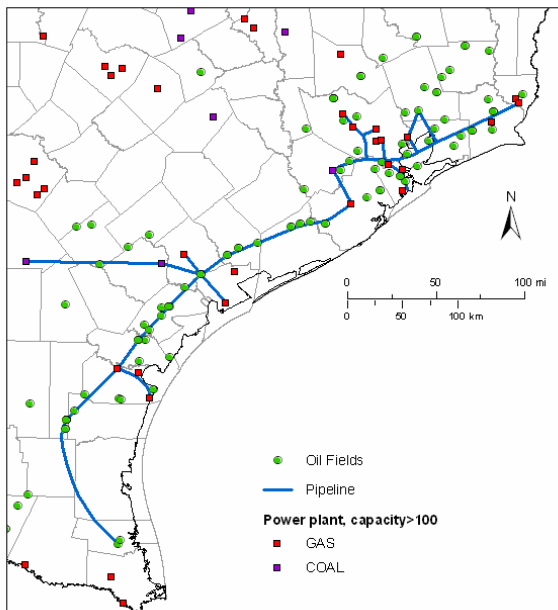 N
0 50 100 mi
0 50 100 km
Oil Fields
Pipeline
Power plant, capacity>100
GAS
COAL